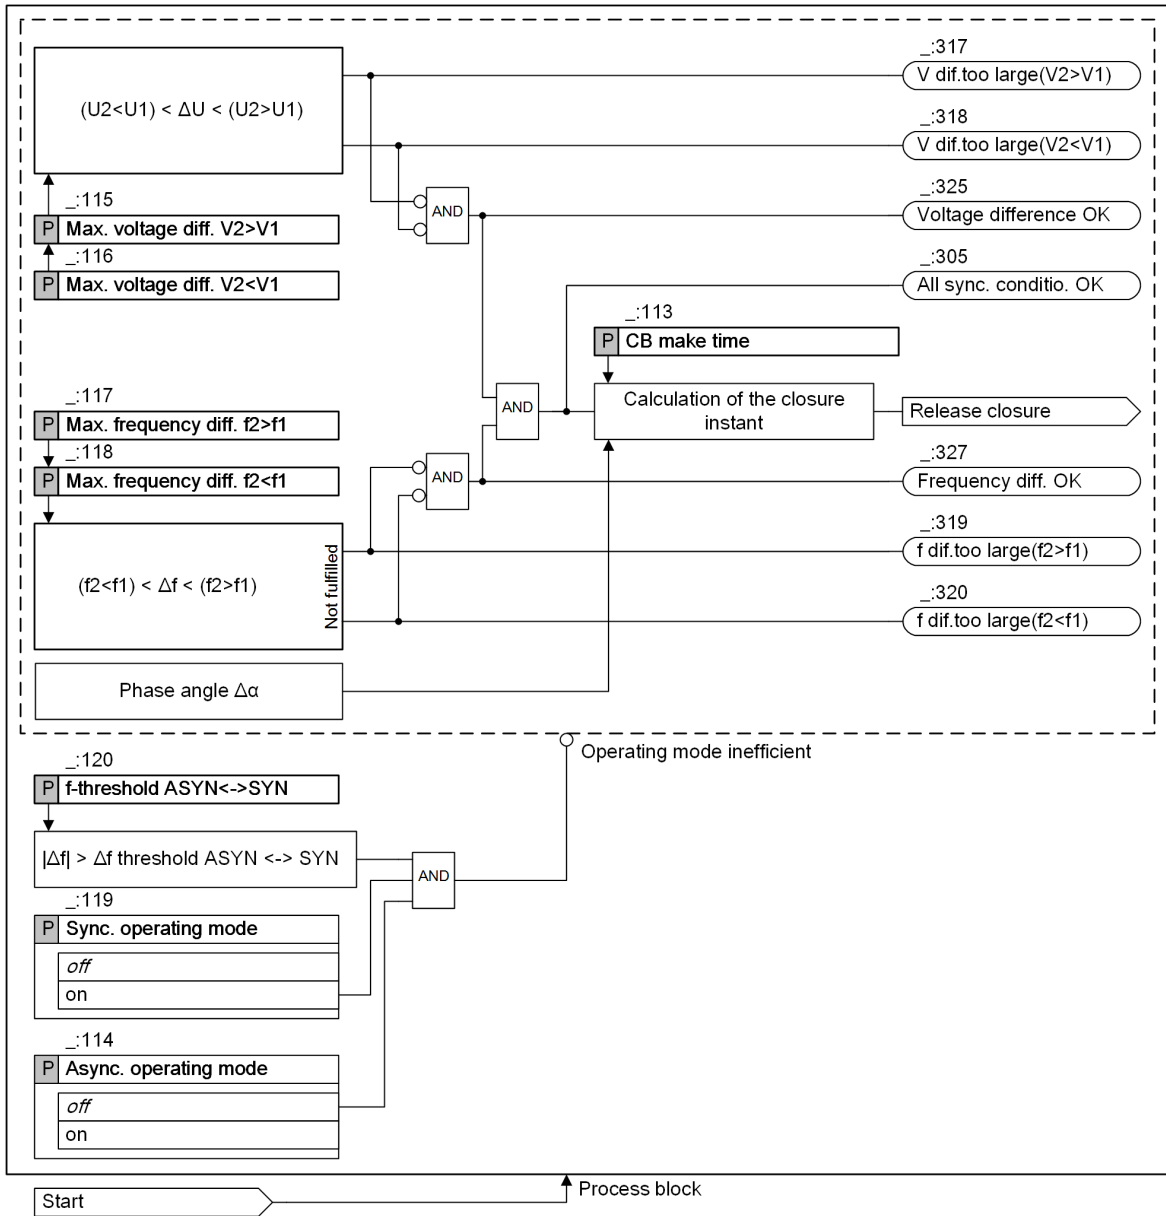 _:317
V dif.too large(V2>V1)
(U2<U1) < ΔU < (U2>U1)
_:318
V dif.too large(V2<V1)
_:115
P Max. voltage diff. V2>V1
_:325
AND
Voltage difference OK
_:116
P Max. voltage diff. V2<V1
_:305
All sync. conditio. OK
_:113
P CB make time
_:117
P Max. frequency diff. f2>f1
AND
Calculation of the closure
instant
Release closure
_:118
P Max. frequency diff. f2<f1
AND
_:327
Frequency diff. OK
_:319
f dif.too large(f2>f1)
(f2<f1) < Δf < (f2>f1)
Not fulfilled
_:320
f dif.too large(f2<f1)
Phase angle Δα
Operating mode inefficient
_:120
P f-threshold ASYN<->SYN
|Δf| > Δf threshold ASYN <-> SYN
AND
_:119
P Sync. operating mode
off
on
_:114
P Async. operating mode
off
on
Process block
Start